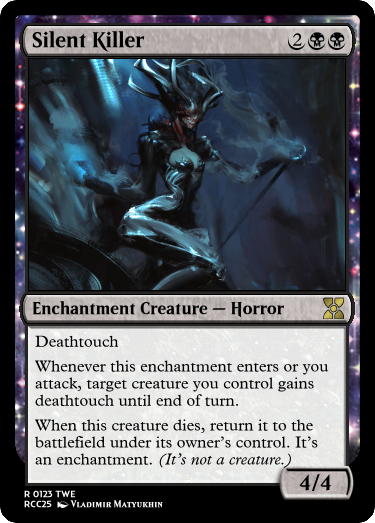 Silent Killer 2
Enchantment Creature — Horror
Deathtouch
Whenever this enchantment enters or you
attack, target creature you control gains
deathtouch until end of turn.
When this creature dies, return it to the
battlefield under its owner's control. It's
an enchantment. (It's not a creature.)
4/4
R 0123 TWE
RCC25 Vladimir Matyukhin